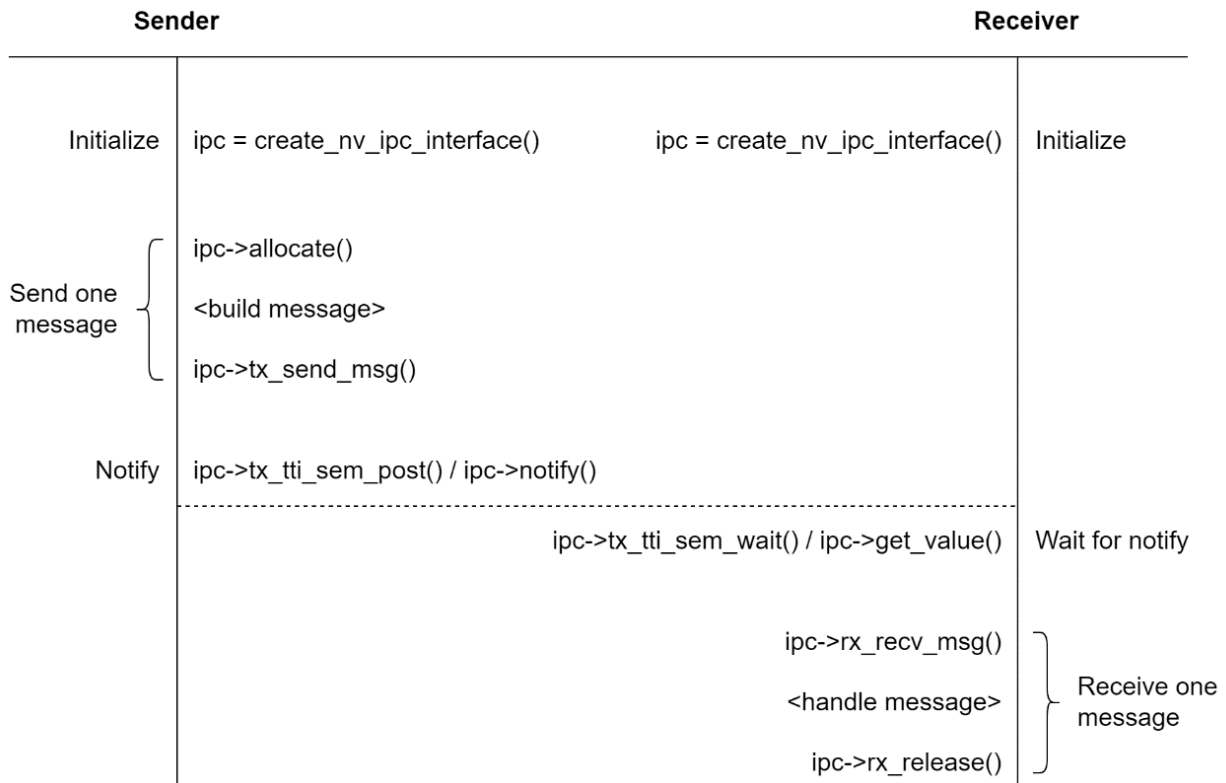 Sender
Receiver
Initialize
ipc = create_nv_ipc_interface()
ipc = create_nv_ipc_interface()
Initialize
ipc->allocate()
Send one
message
<build message>
ipc->tx_send_msg()
Notify
ipc->tx_tti_sem_post() / ipc->notify()
ipc->tx_tti_sem_wait() / ipc->get_value()
Wait for notify
ipc->rx_recv_msg()
<handle message>
Receive one
message
ipc->rx_release()